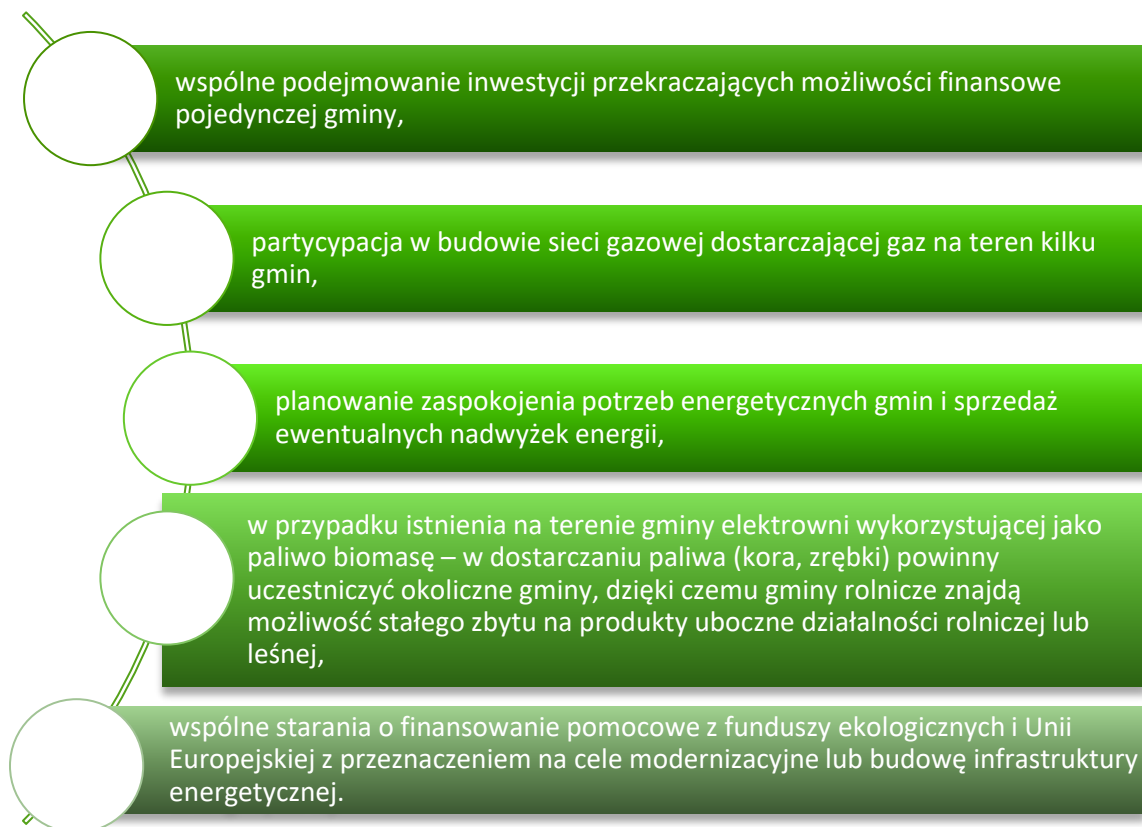 wspólne podejmowanie inwestycji przekraczających możliwości finansowe
pojedynczej gminy,
partycypacja w budowie sieci gazowej dostarczającej gaz na teren kilku
gmin,
planowanie zaspokojenia potrzeb energetycznych gmin i sprzedaż
ewentualnych nadwyżek energii,
w przypadku istnienia na terenie gminy elektrowni wykorzystującej jako
paliwo biomasę – w dostarczaniu paliwa (kora, zrębki) powinny
uczestniczyć okoliczne gminy, dzięki czemu gminy rolnicze znajdą
możliwość stałego zbytu na produkty uboczne działalności rolniczej lub
leśnej,
wspólne starania o finansowanie pomocowe z funduszy ekologicznych i Unii
Europejskiej z przeznaczeniem na cele modernizacyjne lub budowę infrastruktury
energetycznej.